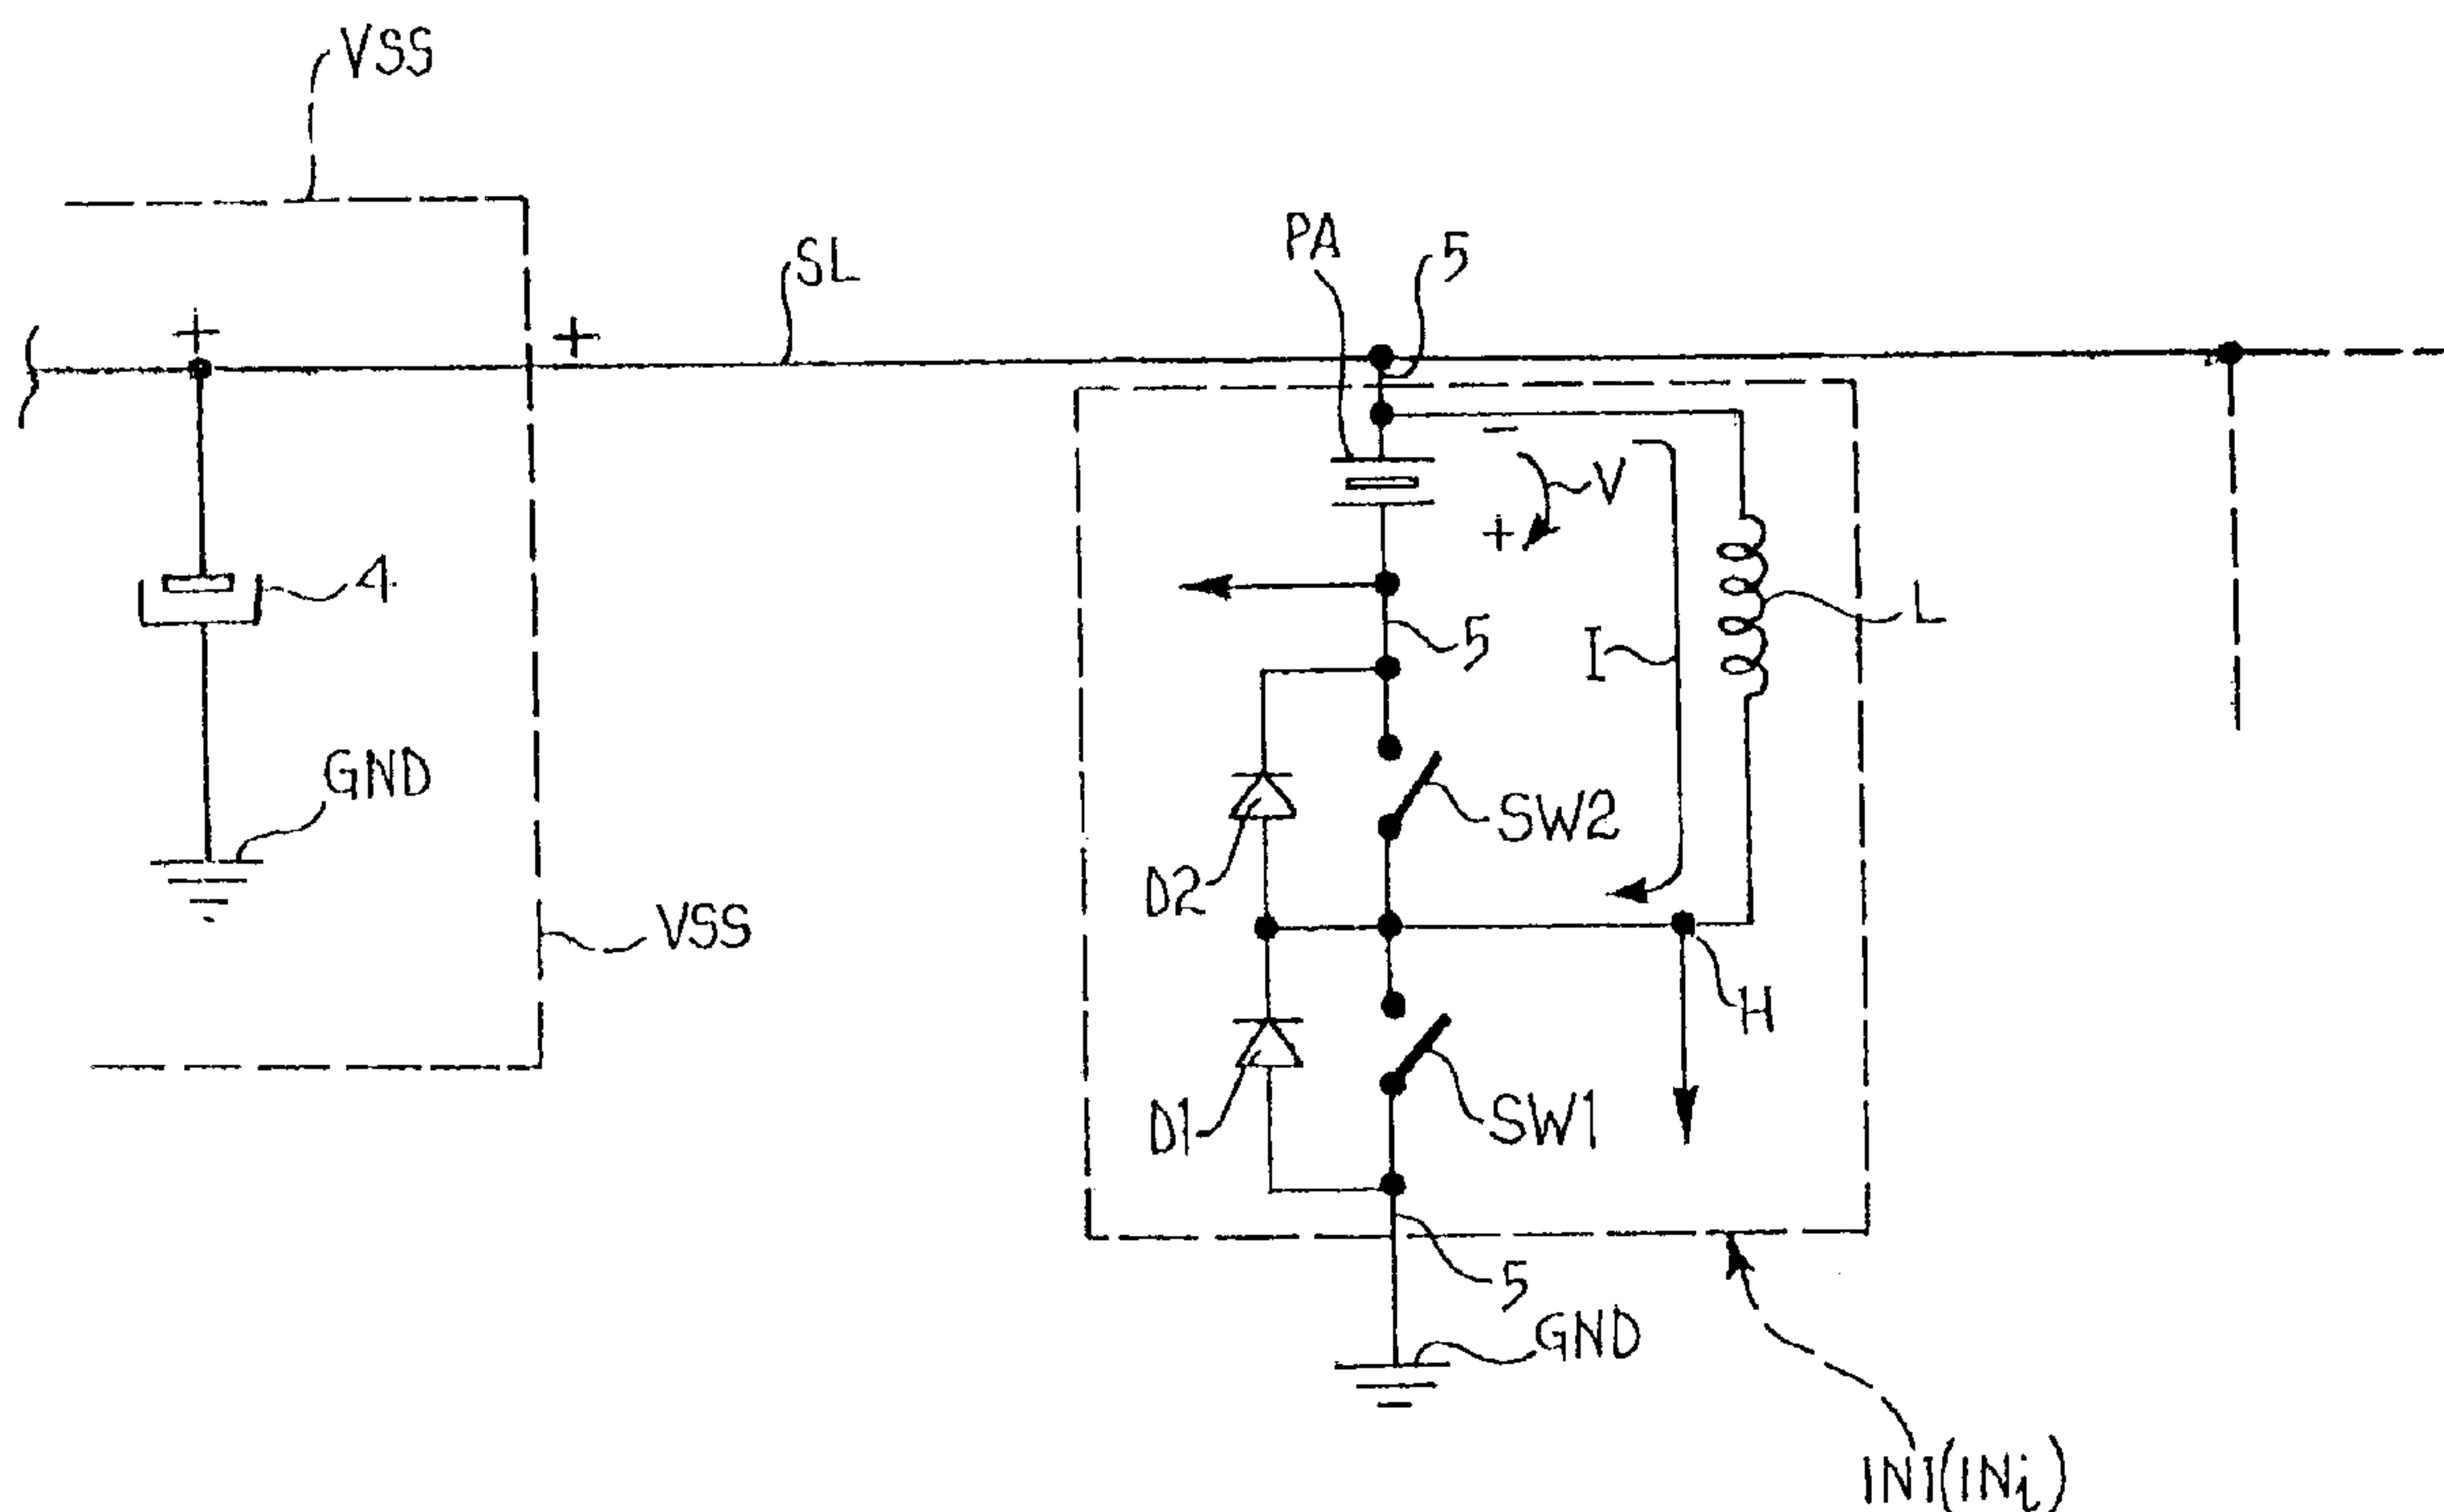 VSS
SL
PA
5
+
+
-
V
+
4
5
I
L
GND
SW2
D2
VSS
H
D1
SW1
5
GND
IN1(INi)